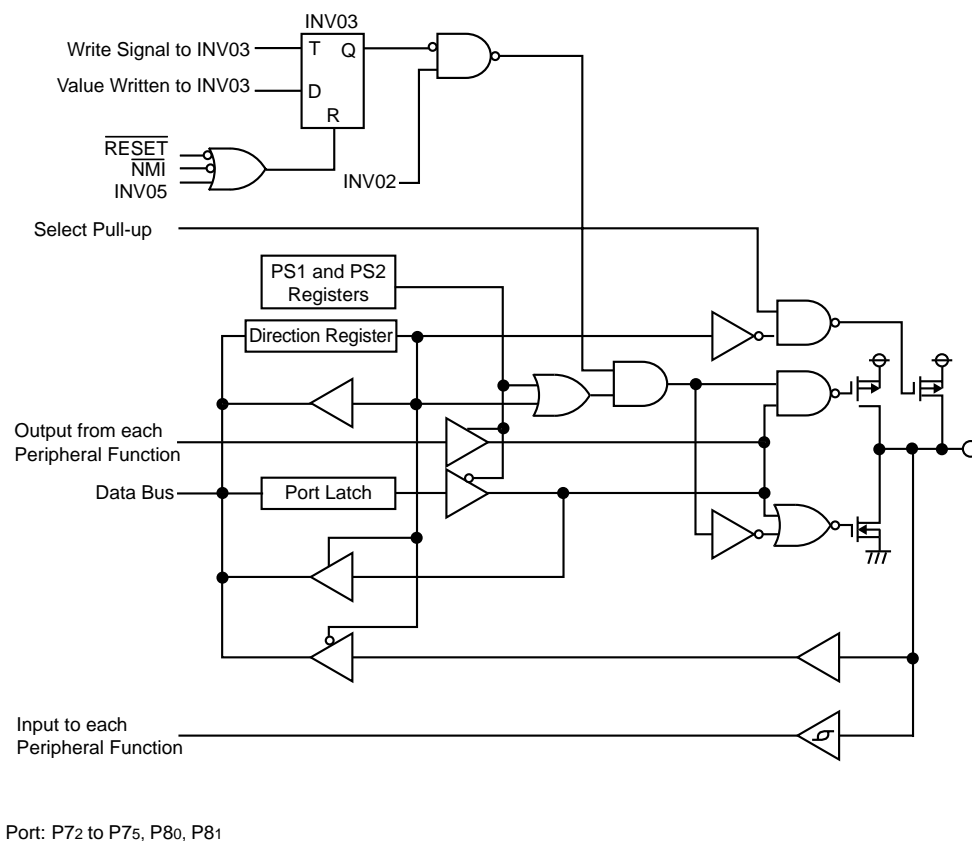 INV03
Write Signal to INV03
T
Q
Value Written to INV03
D
R
RESET
NMI
INV05
INV02
Select Pull-up
PS1 and PS2
Registers
Direction Register
Output from each
Peripheral Function
Data Bus
Port Latch
Input to each
Peripheral Function
Port: P72 to P75, P80, P81